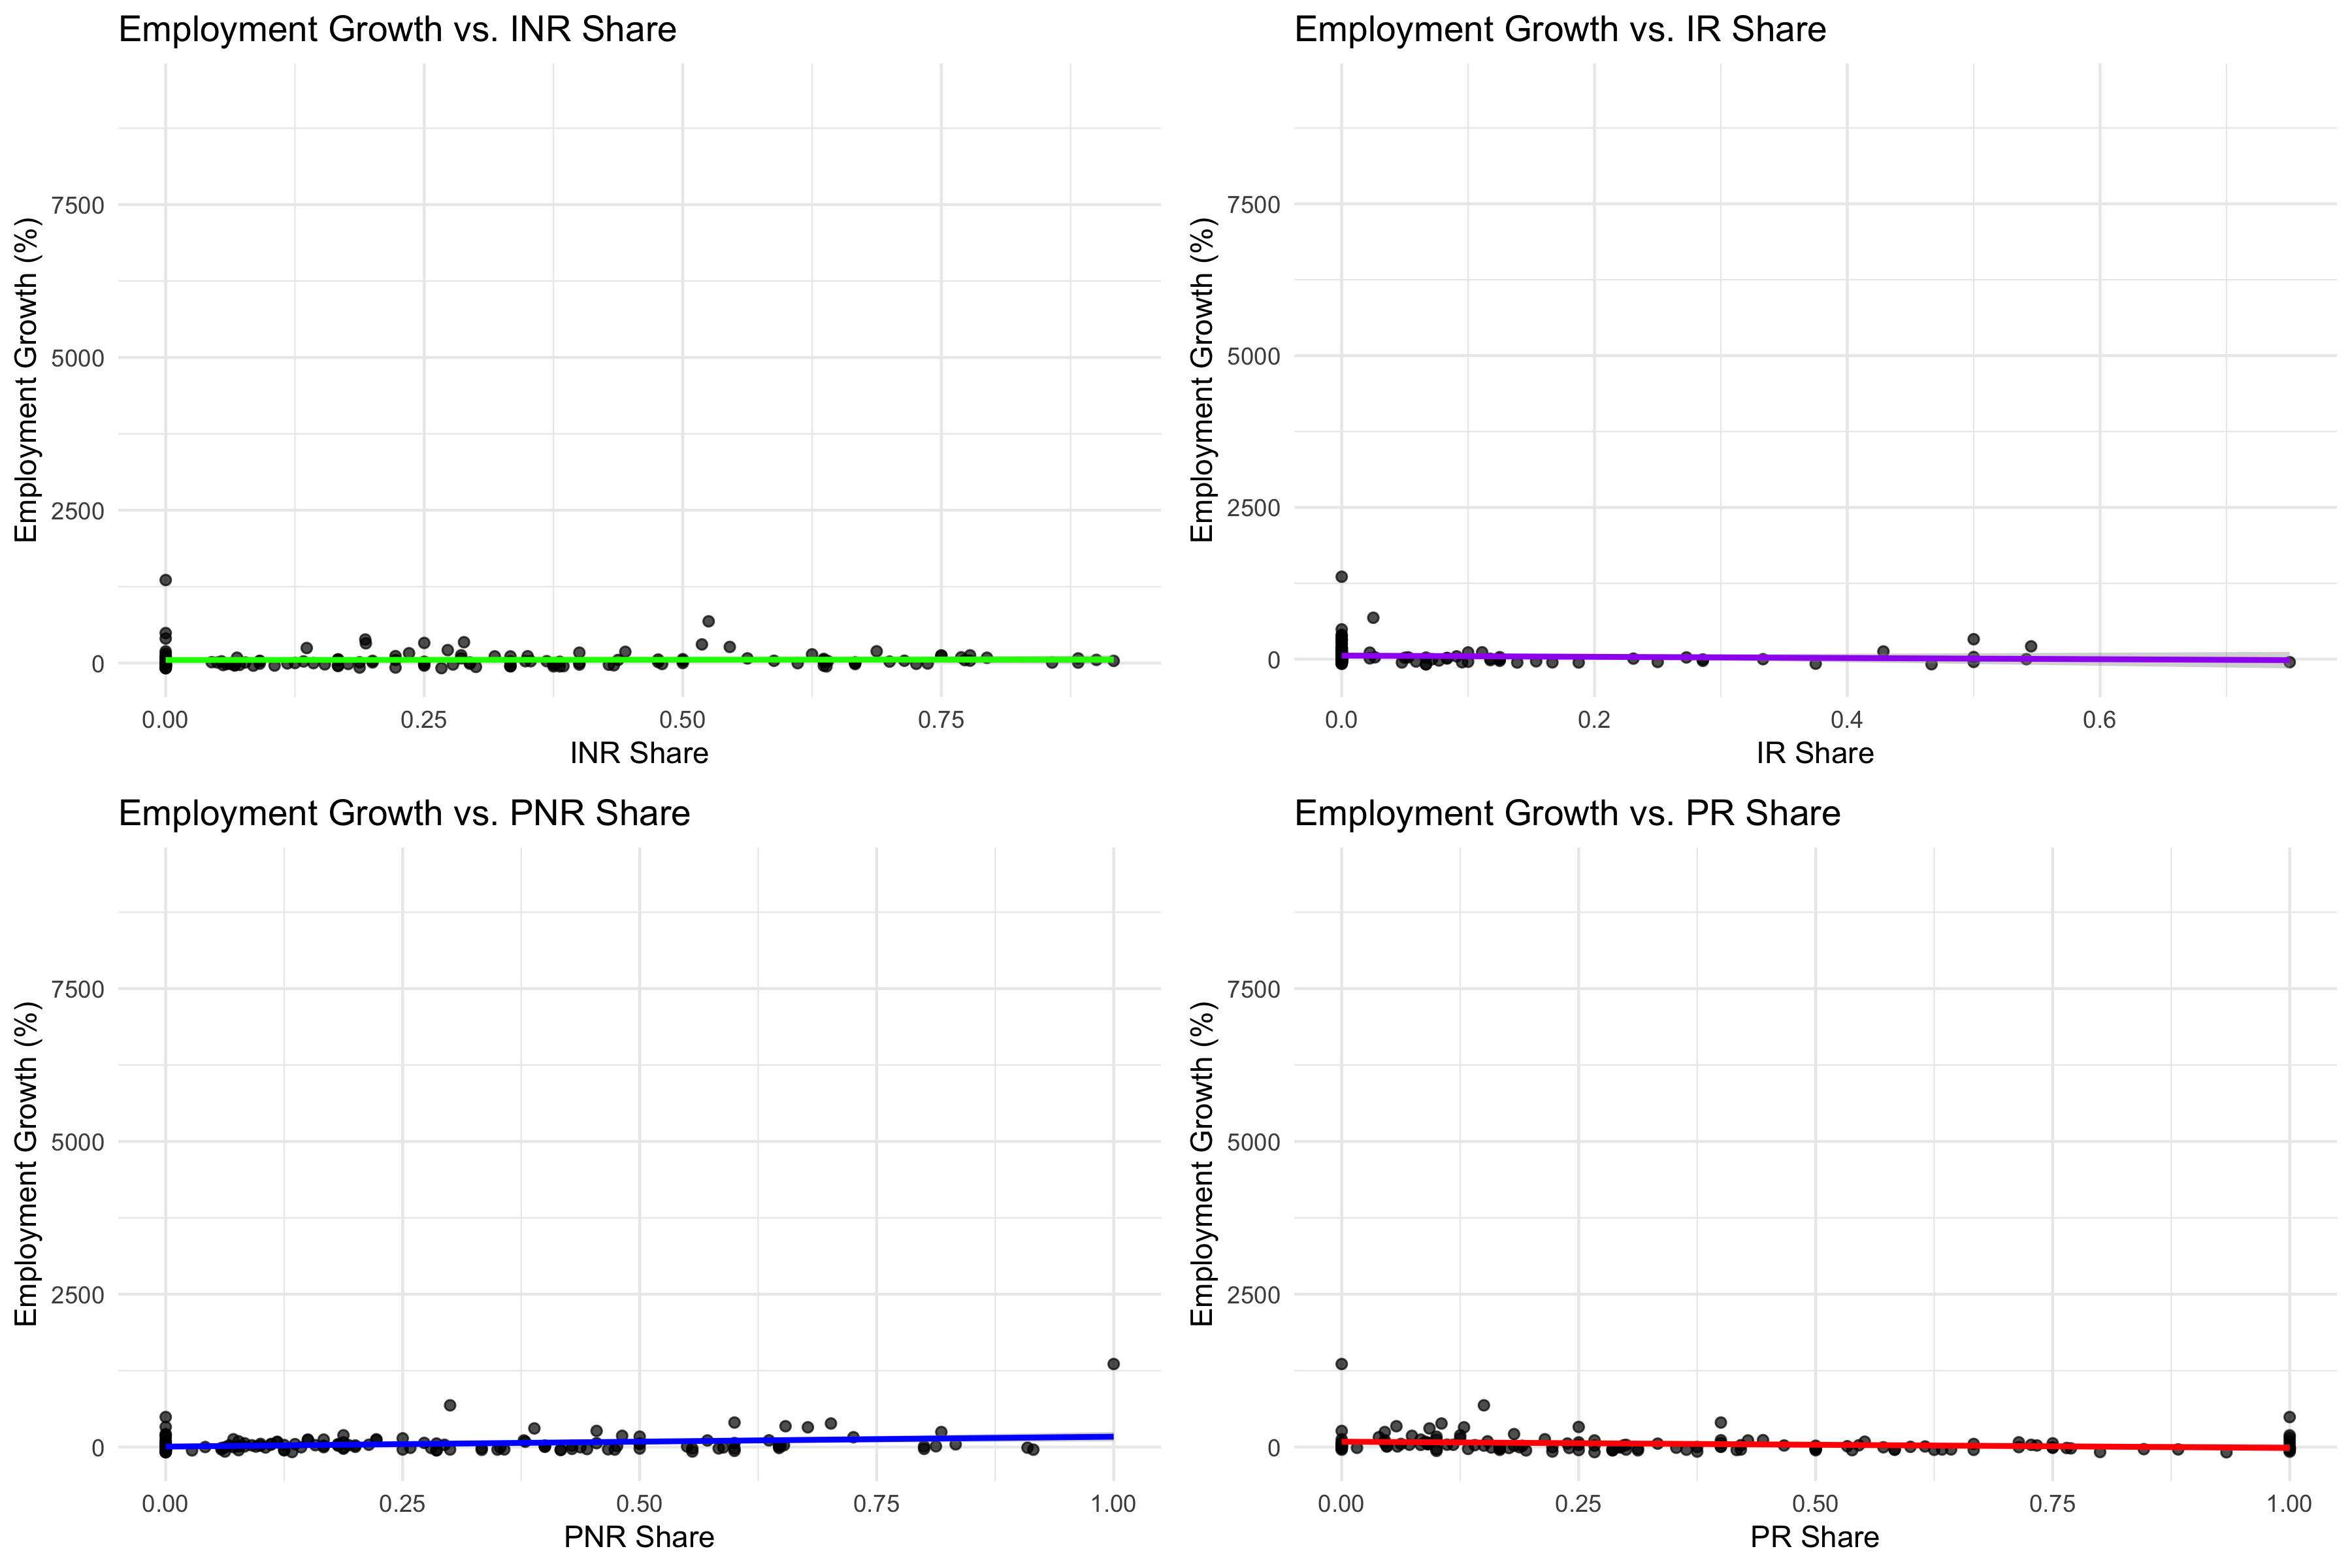 Employment Growth vs. INR Share
Employment Growth (%)
7500
5000
2500
0
0.00 0.25 0.50 0.75
INR Share
Employment Growth vs. IR Share
Employment Growth (%)
7500
5000
2500
0
0.0 0.2 0.4 0.6
IR Share
Employment Growth vs. PNR Share
Employment Growth (%)
7500
5000
2500
0
0.00 0.25 0.50 0.75 1.00
PNR Share
Employment Growth vs. PR Share
Employment Growth (%)
7500
5000
2500
0
0.00 0.25 0.50 0.75 1.00
PR Share